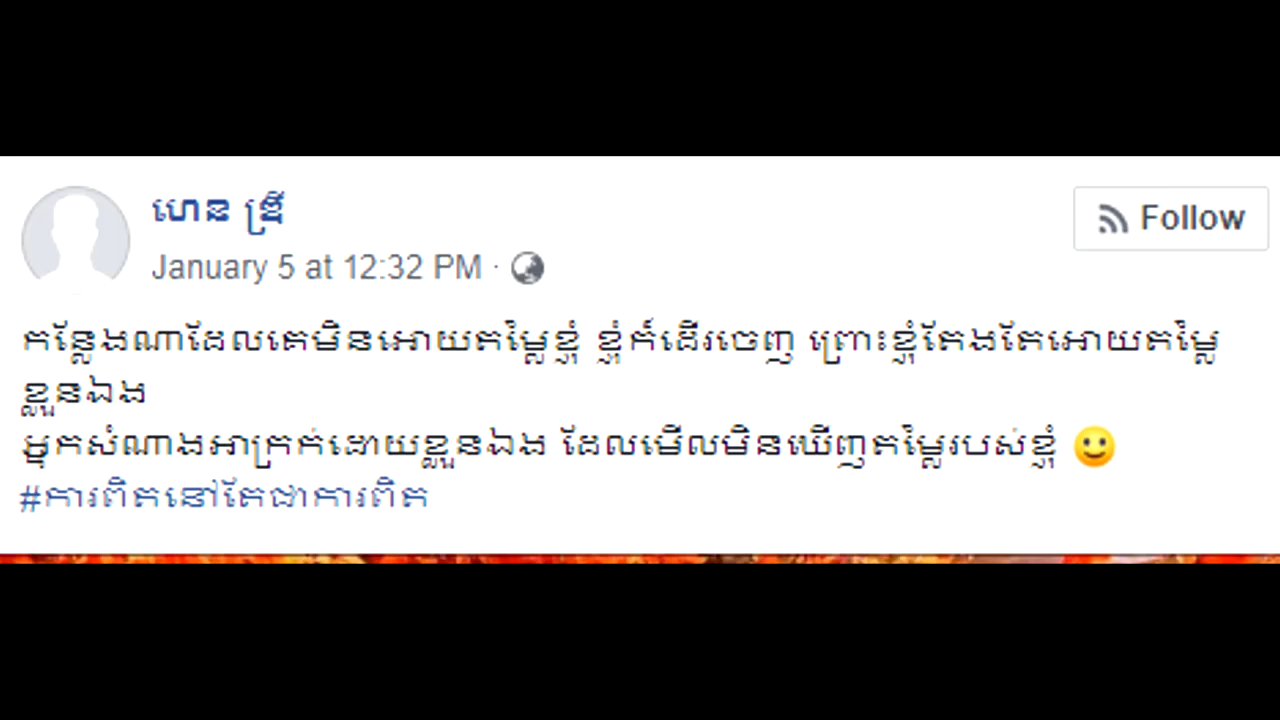 ហេន ឌ្រី
January 5 at 12:32 PM ·
Follow
កន្លែងណាដែលគេមិនអោយតម្លៃខ្ញុំ ខ្ញុំក៍ដើរចេញ ព្រោះខ្ញុំតែងតែអោយតម្លៃ
ខ្លួនឯង
អ្នកសំណាងអាក្រក់ដោយខ្លួនឯង ដែលមើលមិនឃើញតម្លៃរបស់ខ្ញុំ 🙂
#ការពិតនៅតែជាការពិត